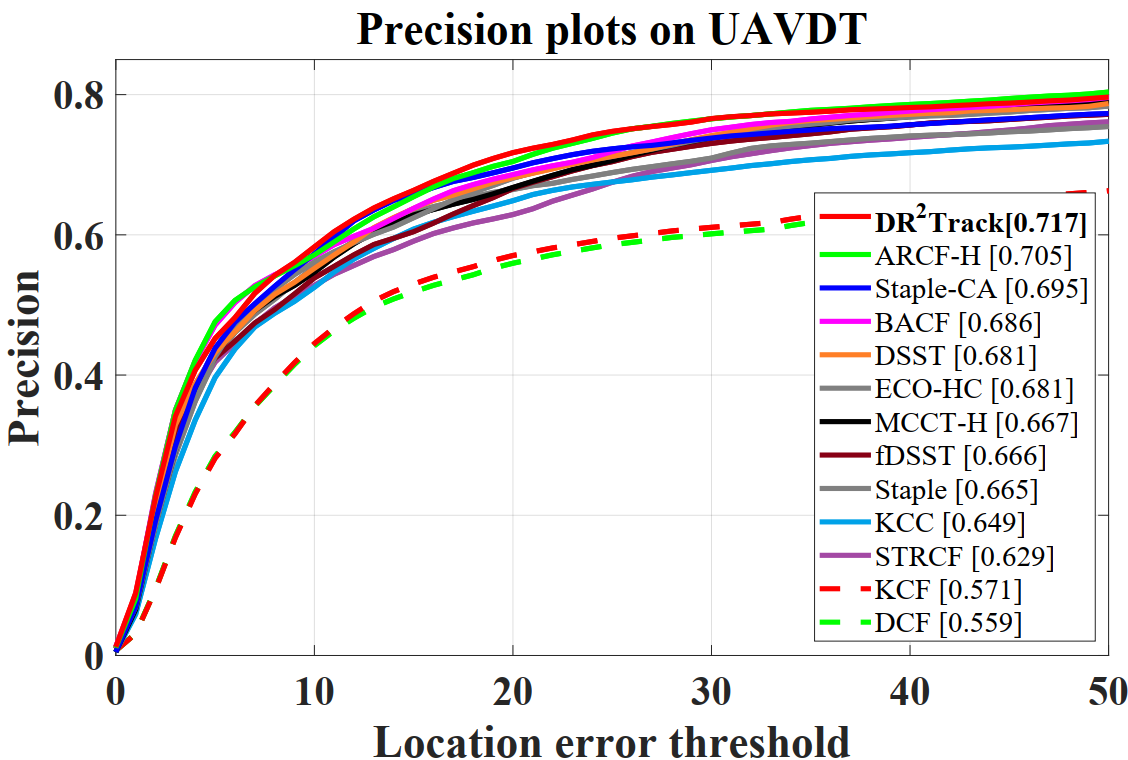 Precision plots on UAVDT
Precision
0.8
0.6
0.4
0.2
0
0 10 20 30 40 50
Location error threshold
DR²Track[0.717]
ARCF-H [0.705]
Staple-CA [0.695]
BACF [0.686]
DSST [0.681]
ECO-HC [0.681]
MCCT-H [0.667]
fDSST [0.666]
Staple [0.665]
KCC [0.649]
STRCF [0.629]
KCF [0.571]
DCF [0.559]